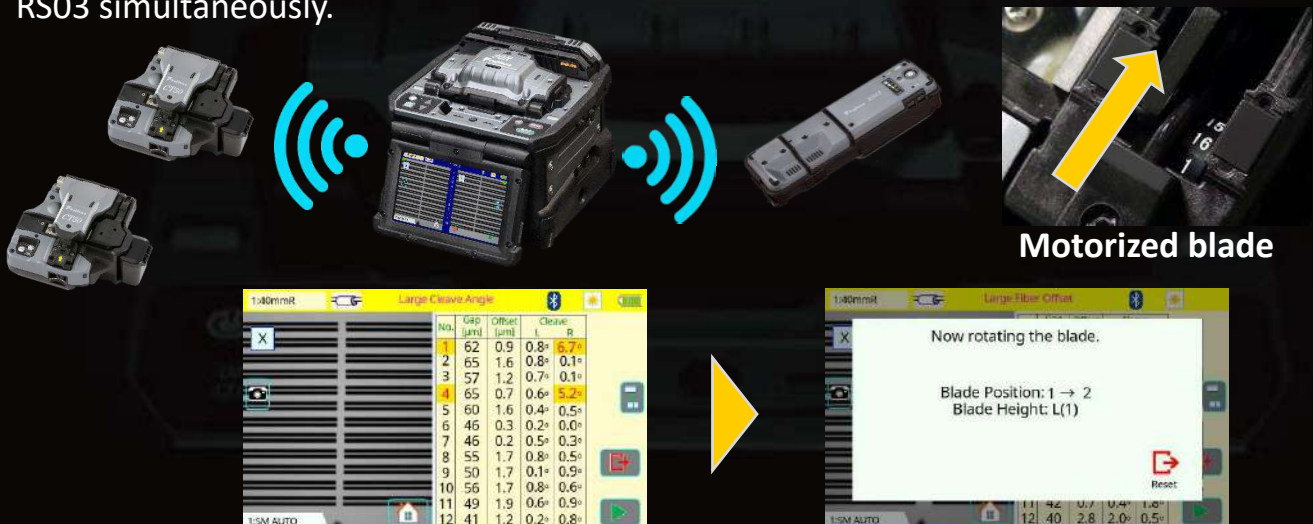 RS03 simultaneously.
CT50
CT50
15
16
1
Motorized blade
1:40mmR Large Cleave Angle
No. Gap [μm] Offset [μm] Cleave L R
1 62 0.9 0.8° 6.7°
2 65 1.6 0.8° 0.1°
3 57 1.2 0.7° 0.1°
4 65 0.7 0.6° 5.2°
5 60 1.6 0.4° 0.5°
6 46 0.3 0.2° 0.0°
7 46 0.2 0.5° 0.3°
8 55 1.7 0.8° 0.5°
9 50 1.7 0.1° 0.9°
10 56 1.7 0.8° 0.6°
11 49 1.9 0.6° 0.9°
12 41 1.2 0.2° 0.8°
X
1:SM AUTO
1:40mmR Large Fiber Offset
X
Now rotating the blade.
Blade Position: 1 → 2
Blade Height: L(1)
Reset
11 42 0.7 0.4° 1.8°
12 40 2.8 2.0° 0.5°
1:SM AUTO